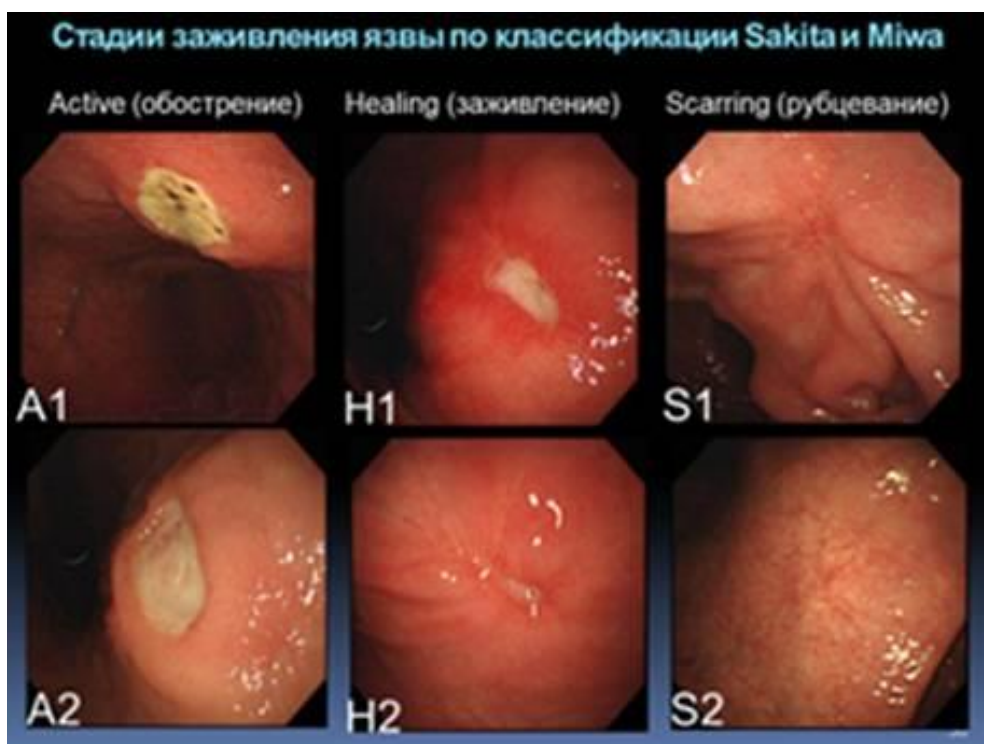 Стадии заживления язвы по классификации Sakita и Miwa
Active (обострение) Healing (заживление) Scarring (рубцевание)
A1 H1 S1
A2 H2 S2